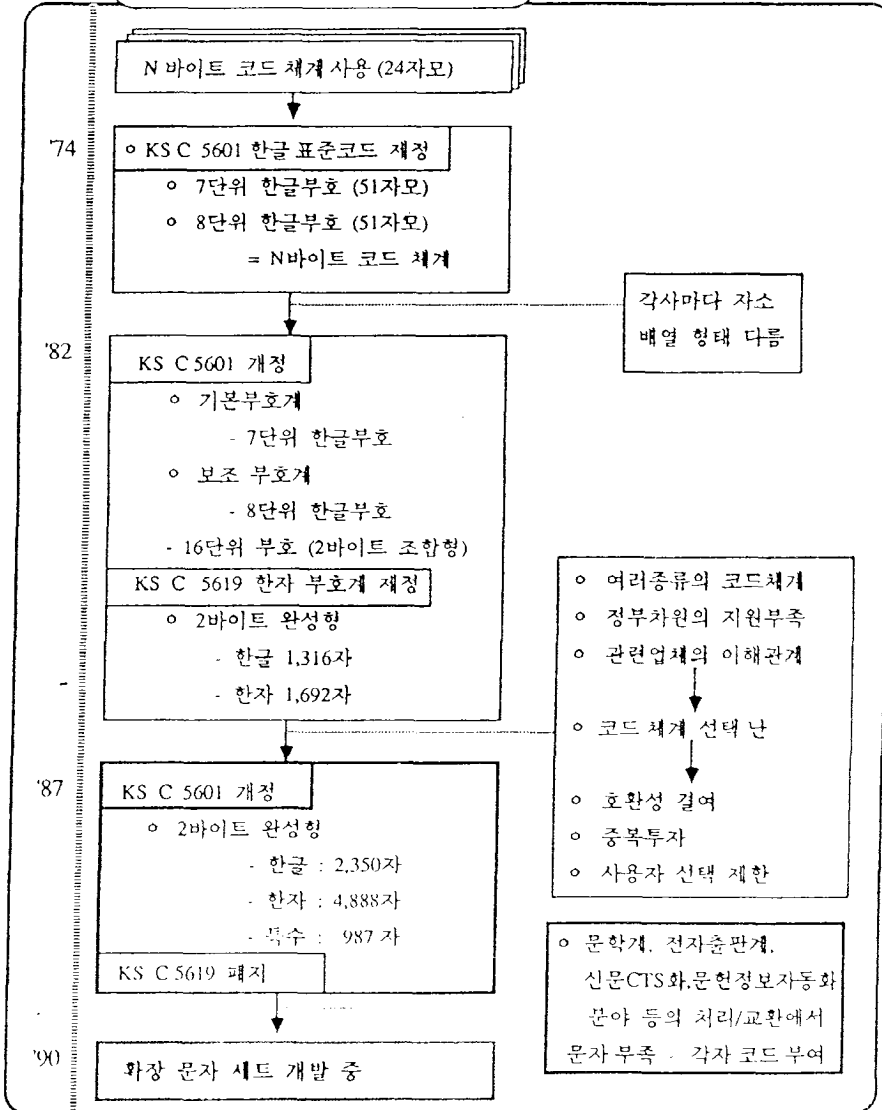 N 바이트 코드 체계 사용 (24자모)
'74
○ KS C 5601 한글 표준코드 제정
○ 7단위 한글부호 (51자모)
○ 8단위 한글부호 (51자모)
= N바이트 코드 체계
각사마다 자소
배열 형태 다름
'82
KS C 5601 개정
○ 기본부호계
- 7단위 한글부호
○ 보조 부호계
- 8단위 한글부호
- 16단위 부호 (2바이트 조합형)
KS C 5619 한자 부호계 제정
○ 2바이트 완성형
- 한글 1,316자
- 한자 1,692자
○ 여러종류의 코드체계
○ 정부차원의 지원부족
○ 관련업체의 이해관계
○ 코드 체계 선택 난
○ 호환성 결여
○ 중복투자
○ 사용자 선택 제한
'87
KS C 5601 개정
○ 2바이트 완성형
- 한글 : 2,350자
- 한자 : 4,888자
- 특수 : 987 자
KS C 5619 폐지
○ 문학계, 전자출판계,
신문CTS화,문헌정보자동화
분야 등의 처리/교환에서
문자 부족 - 각자 코드 부여
'90
확장 문자 세트 개발 중